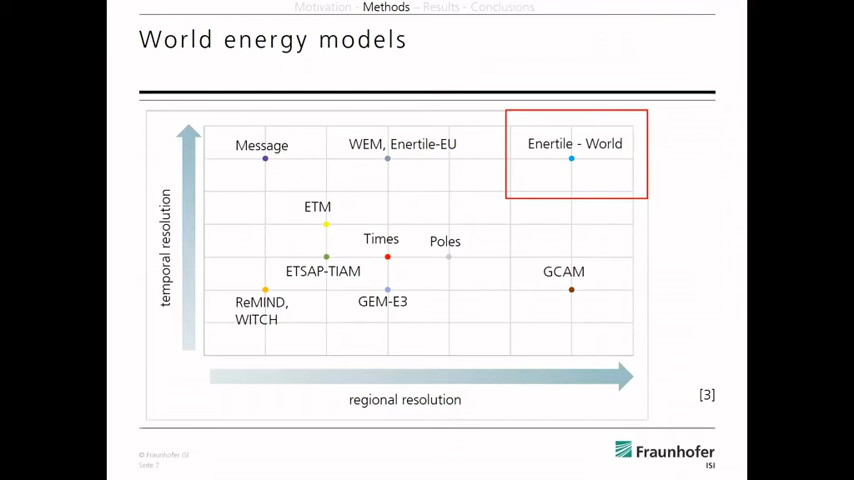 Motivation - Methods – Results - Conclusions
World energy models
Message
WEM, Enertile-EU
Enertile - World
ETM
Times
Poles
ETSAP-TIAM
GCAM
ReMIND,
WITCH
GEM-E3
temporal resolution
regional resolution
[3]
© Fraunhofer ISI
Seite 7
Fraunhofer
ISI